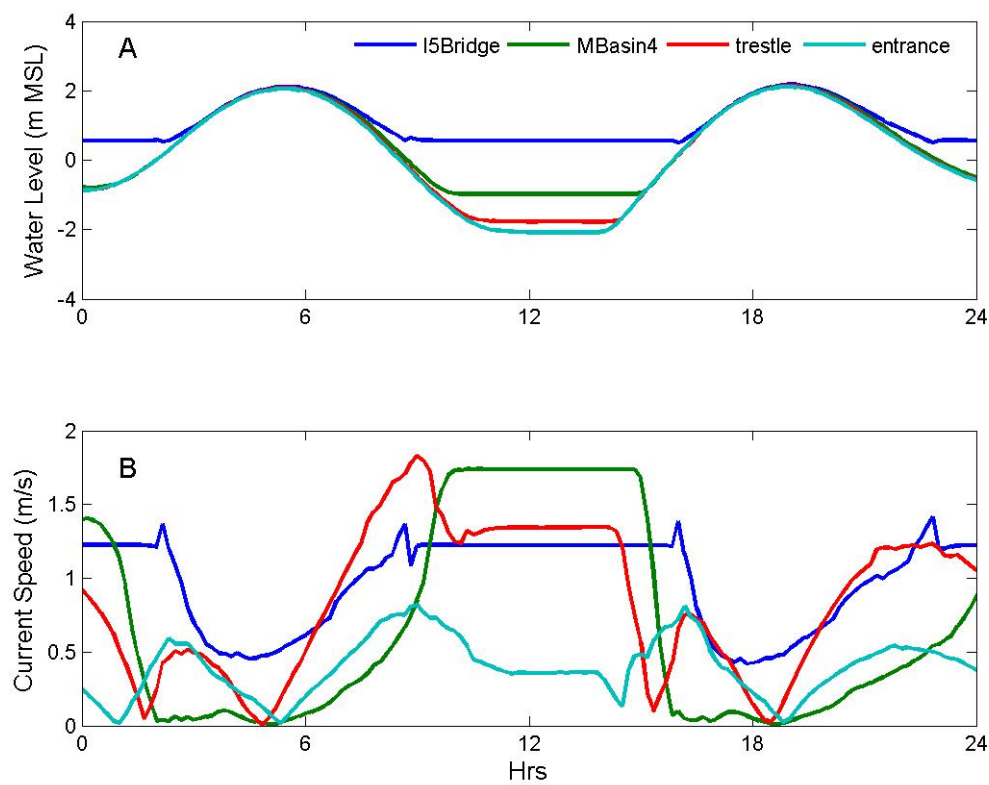 4
A
I5Bridge MBasin4 trestle entrance
2
0
-2
-4
Water Level (m MSL)
0 6 12 18 24
2
B
1.5
1
0.5
0
Current Speed (m/s)
0 6 12 18 24
Hrs